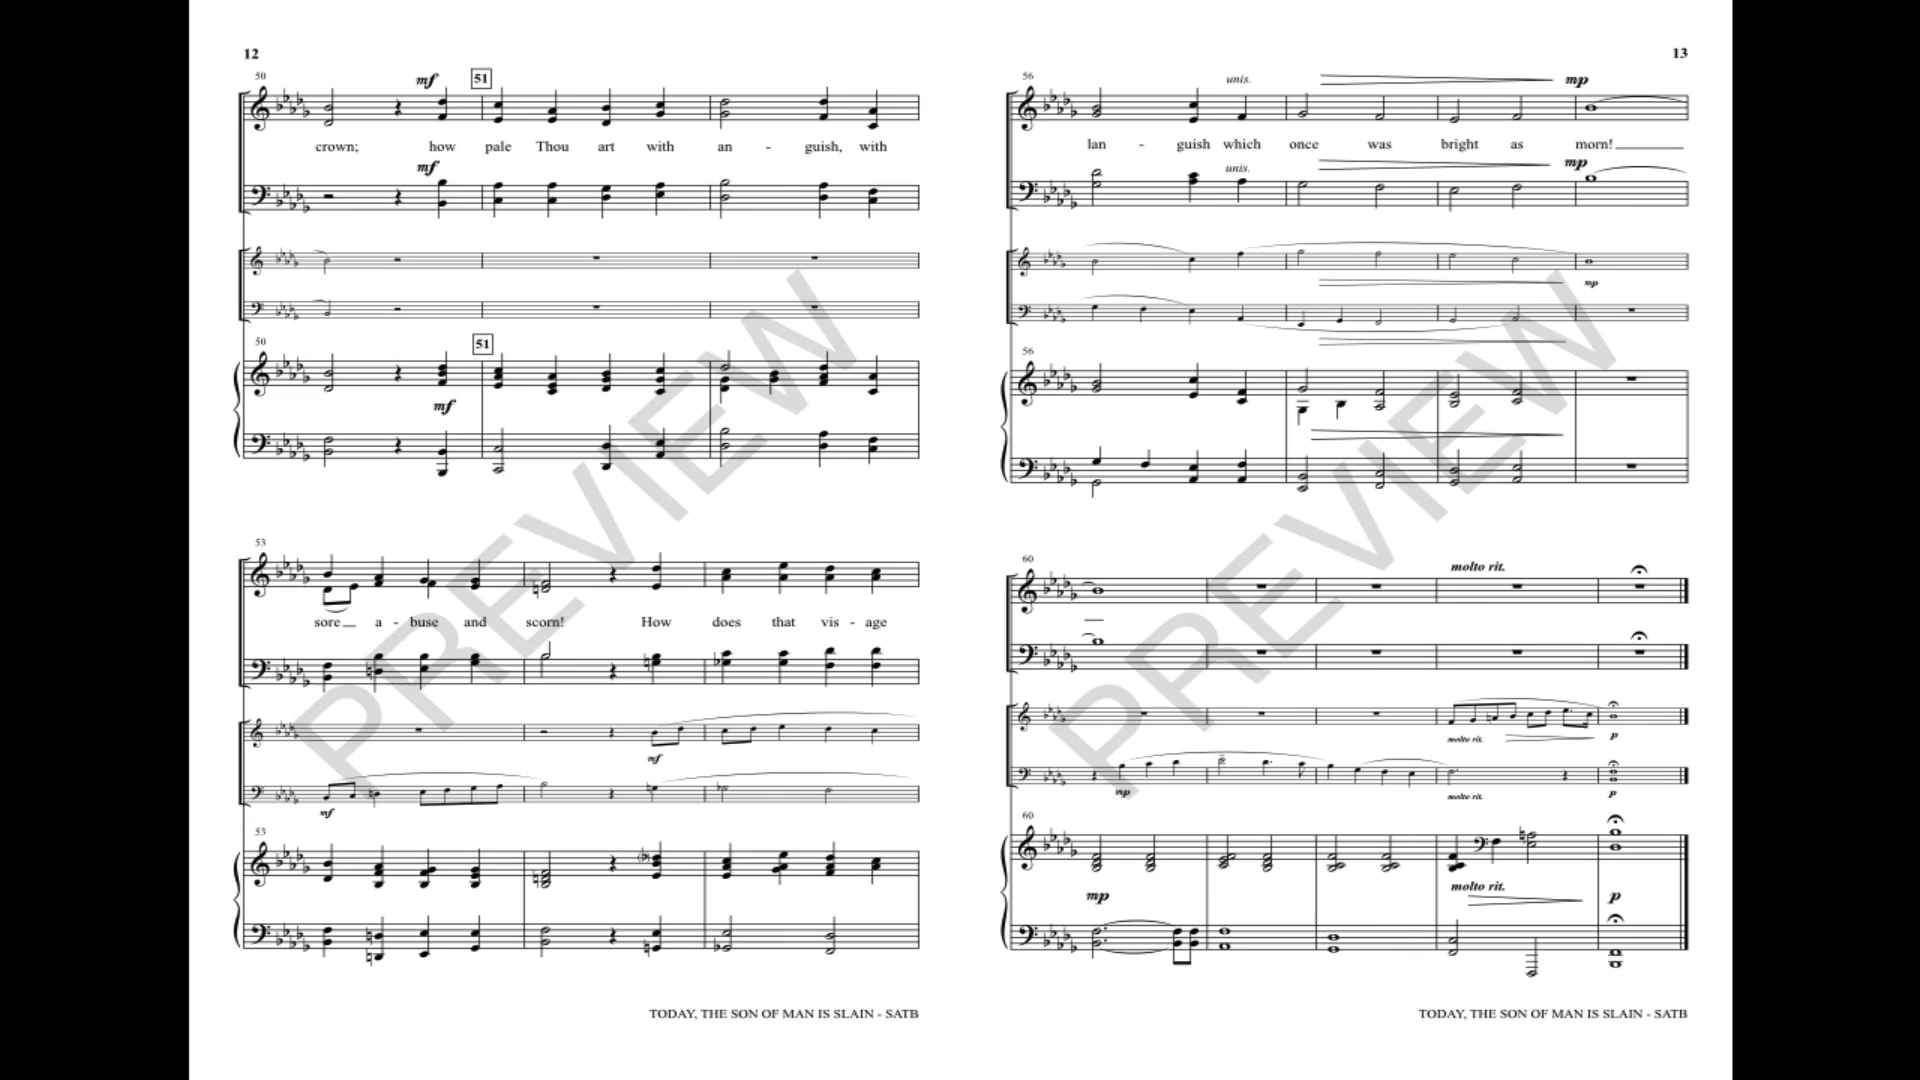 12
50
mf
51
crown; how pale Thou art with an - guish, with
mf
50
51
mf
53
sore a - buse and scorn! How does that vis - age
mf
mf
53
TODAY, THE SON OF MAN IS SLAIN - SATB
13
56
unis.
mp
lan - guish which once was bright as morn!
unis.
mp
mp
56
60
molto rit.
molto rit.
p
mp
molto rit.
p
60
mp
molto rit.
p
TODAY, THE SON OF MAN IS SLAIN - SATB
PREVIEW
PREVIEW